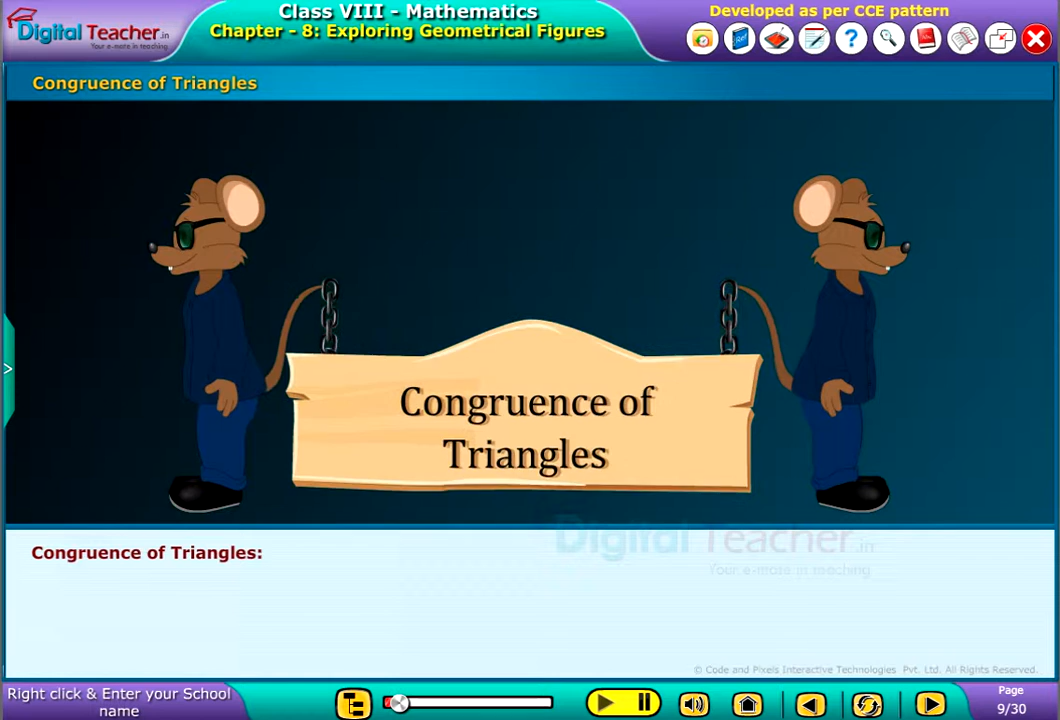 Digital Teacher.in
Your e-mate in teaching
Class VIII - Mathematics
Chapter - 8: Exploring Geometrical Figures
Developed as per CCE pattern
Ref
?
Congruence of Triangles
>
Congruence of
Triangles
Digital Teacher.in
Your e-mate in teaching
Congruence of Triangles:
© Code and Pixels Interactive Technologies Pvt. Ltd. All Rights Reserved.
Right click & Enter your School
name
Page
9/30